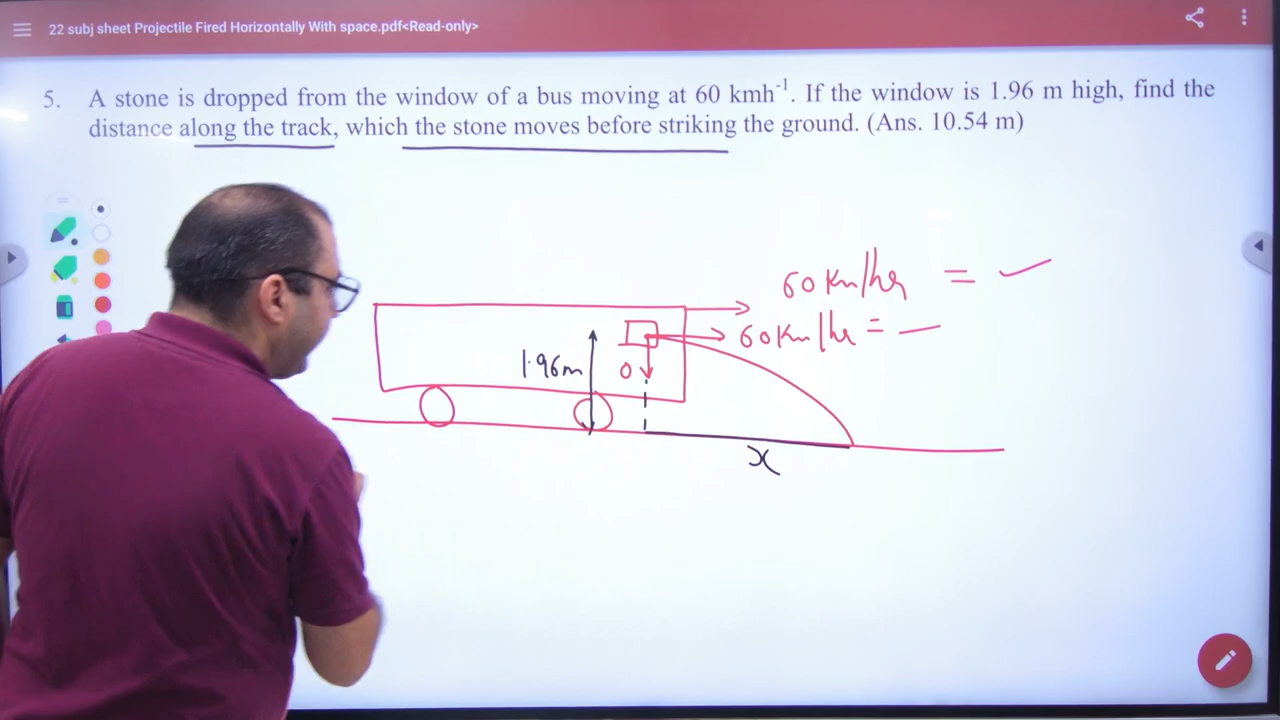 22 subj sheet Projectile Fired Horizontally With space.pdf<Read-only>
5. A stone is dropped from the window of a bus moving at 60 kmh⁻¹. If the window is 1.96 m high, find the
distance along the track, which the stone moves before striking the ground. (Ans. 10.54 m)
60 Km/hr =
60 Km/hr =
1.96m
0
x